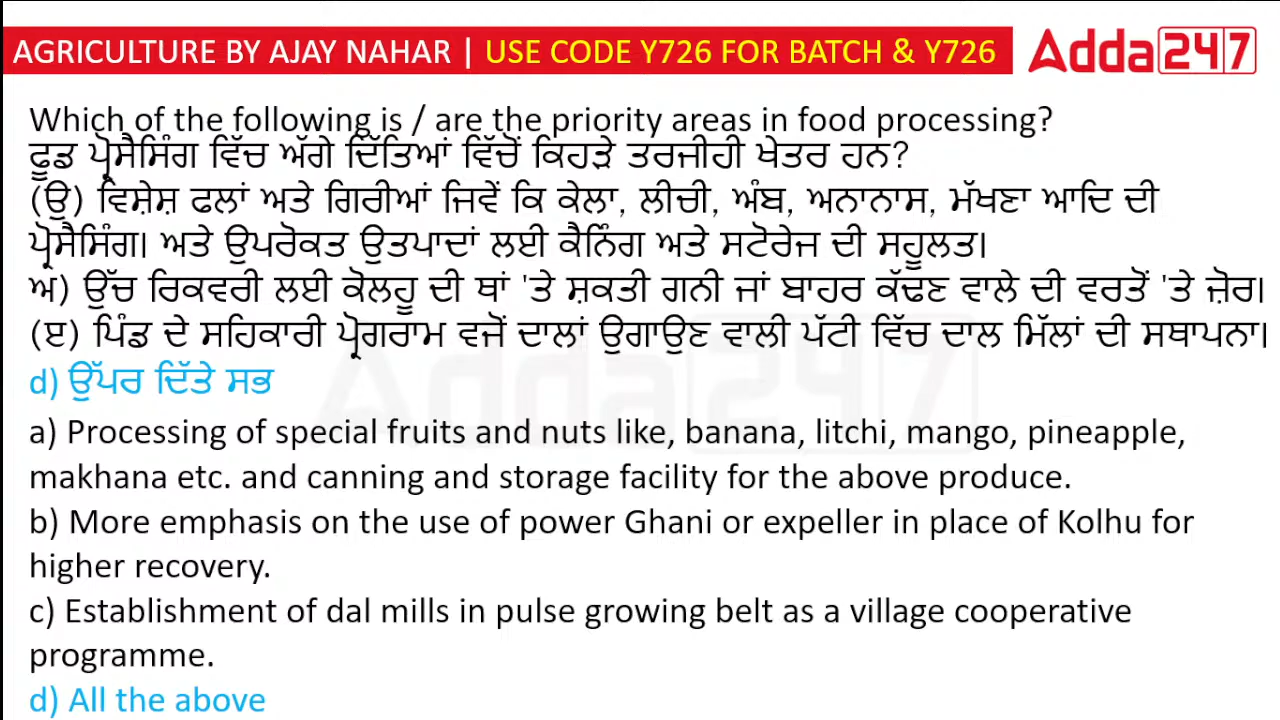 AGRICULTURE BY AJAY NAHAR | USE CODE Y726 FOR BATCH & Y726 Adda247
Which of the following is / are the priority areas in food processing?
ਫੂਡ ਪ੍ਰੋਸੈਸਿੰਗ ਵਿੱਚ ਅੱਗੇ ਦਿੱਤਿਆਂ ਵਿੱਚੋਂ ਕਿਹੜੇ ਤਰਜੀਹੀ ਖੇਤਰ ਹਨ?
(ੳ) ਵਿਸ਼ੇਸ਼ ਫਲਾਂ ਅਤੇ ਗਿਰੀਆਂ ਜਿਵੇਂ ਕਿ ਕੇਲਾ, ਲੀਚੀ, ਅੰਬ, ਅਨਾਨਾਸ, ਮੱਖਣਾ ਆਦਿ ਦੀ
ਪ੍ਰੋਸੈਸਿੰਗ। ਅਤੇ ਉਪਰੋਕਤ ਉਤਪਾਦਾਂ ਲਈ ਕੈਨਿੰਗ ਅਤੇ ਸਟੋਰੇਜ ਦੀ ਸਹੂਲਤ।
ਅ) ਉੱਚ ਰਿਕਵਰੀ ਲਈ ਕੋਲਹੂ ਦੀ ਥਾਂ 'ਤੇ ਸ਼ਕਤੀ ਗਨੀ ਜਾਂ ਬਾਹਰ ਕੱਢਣ ਵਾਲੇ ਦੀ ਵਰਤੋਂ 'ਤੇ ਜ਼ੋਰ।
(ੲ) ਪਿੰਡ ਦੇ ਸਹਿਕਾਰੀ ਪ੍ਰੋਗਰਾਮ ਵਜੋਂ ਦਾਲਾਂ ਉਗਾਉਣ ਵਾਲੀ ਪੱਟੀ ਵਿੱਚ ਦਾਲ ਮਿੱਲਾਂ ਦੀ ਸਥਾਪਨਾ।
d) ਉੱਪਰ ਦਿੱਤੇ ਸਭ
a) Processing of special fruits and nuts like, banana, litchi, mango, pineapple,
makhana etc. and canning and storage facility for the above produce.
b) More emphasis on the use of power Ghani or expeller in place of Kolhu for
higher recovery.
c) Establishment of dal mills in pulse growing belt as a village cooperative
programme.
d) All the above